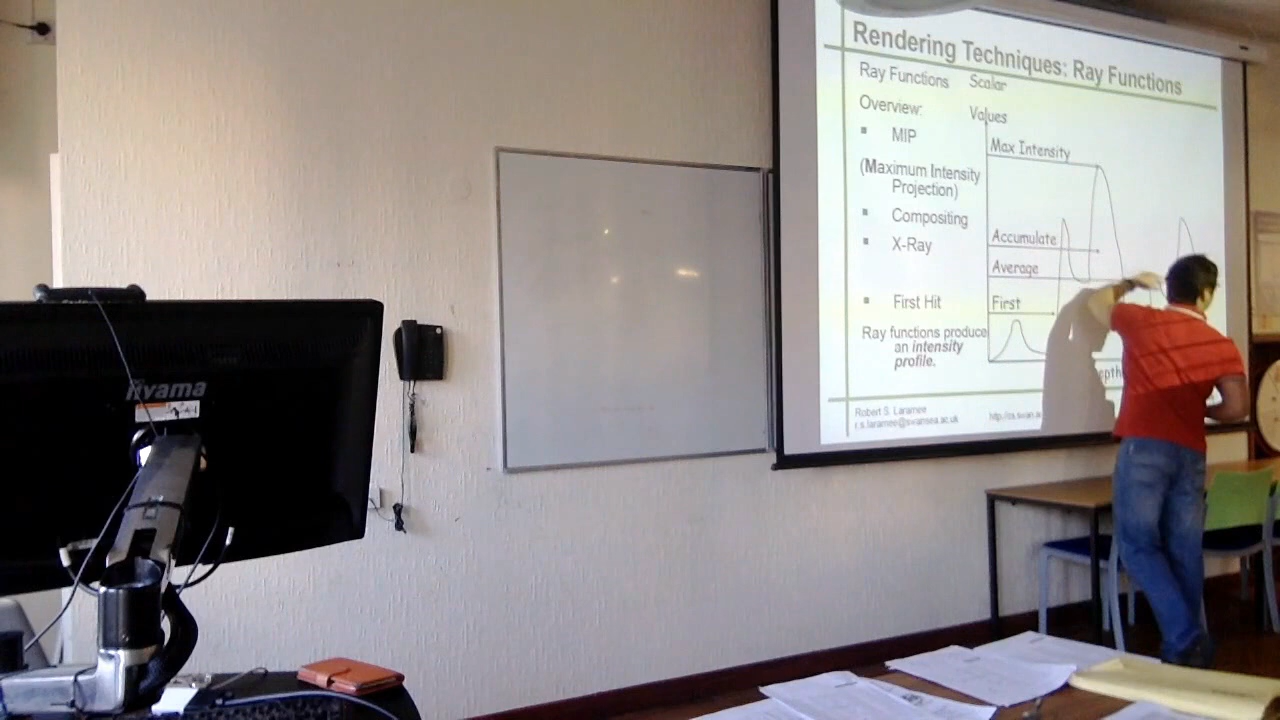 Rendering Techniques: Ray Functions
Ray Functions
Overview:
▪ MIP
(Maximum Intensity
Projection)
▪ Compositing
▪ X-Ray
▪ First Hit
Ray functions produce
an intensity
profile.
Scalar
Values
Max Intensity
Accumulate
Average
First
Robert S. Laramee
r.s.laramee@swansea.ac.uk
iiyama